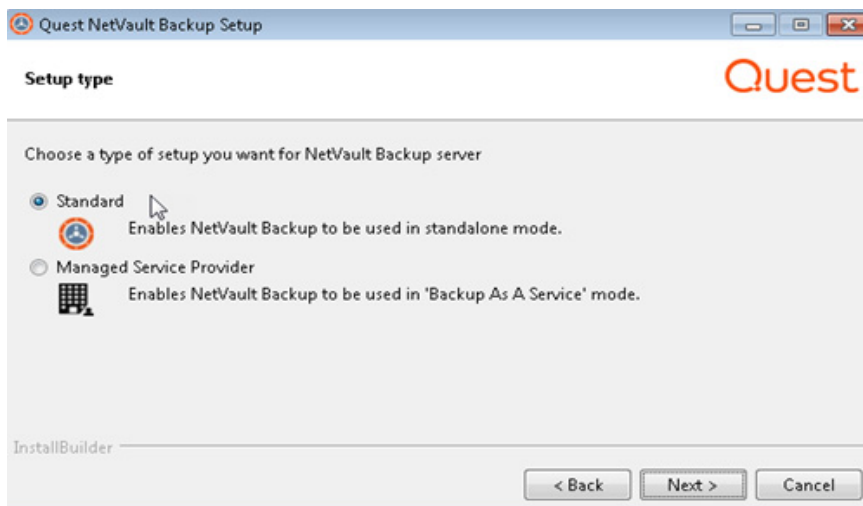 Quest NetVault Backup Setup
Setup type
Quest
Choose a type of setup you want for NetVault Backup server
Standard
Enables NetVault Backup to be used in standalone mode.
Managed Service Provider
Enables NetVault Backup to be used in 'Backup As A Service' mode.
InstallBuilder
< Back
Next >
Cancel